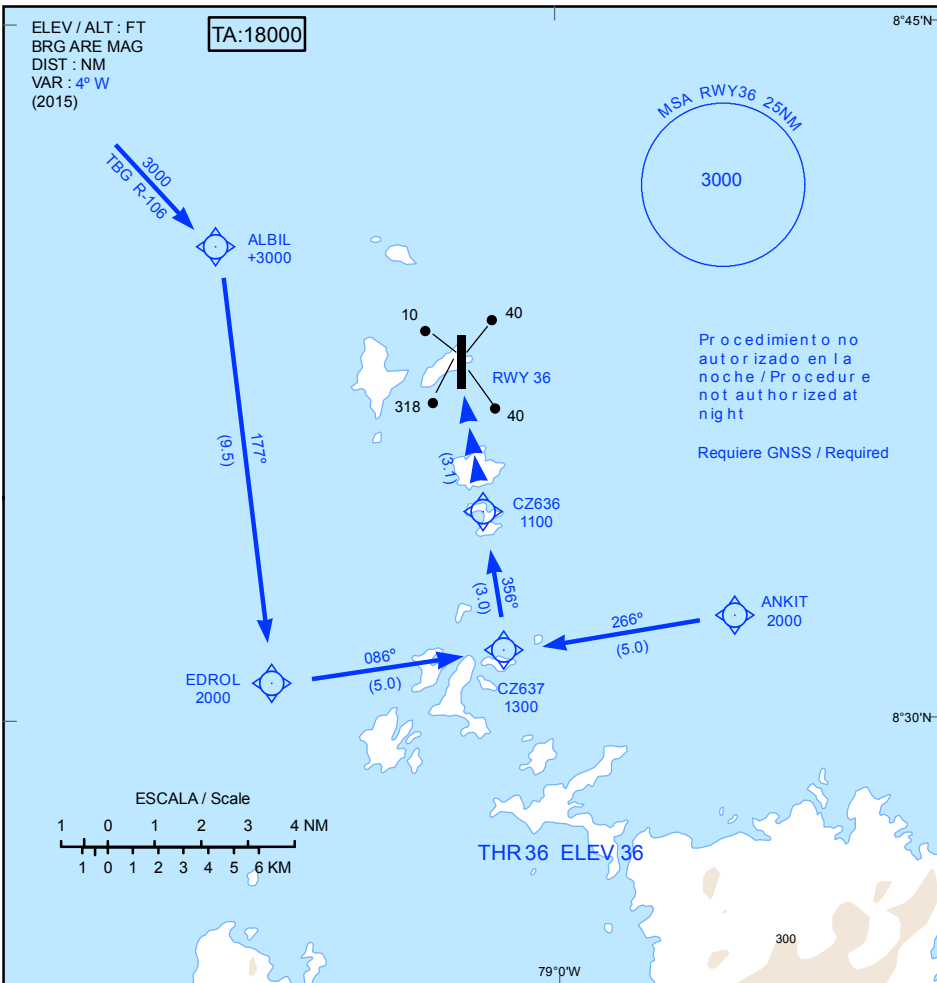 ELEV / ALT : FT
BRG ARE MAG
DIST : NM
VAR : 4º W
(2015)
TA:18000
8°45'N
MSA RWY36 25NM
3000
3000
TBG R-106
ALBIL
+3000
10
40
RWY 36
318
40
Procedimiento no
autorizado en la
noche / Procedure
not authorized at
night
Requiere GNSS / Required
177º
(9.5)
(3.1)
CZ636
1100
356º
(3.0)
ANKIT
2000
266º
(5.0)
086º
(5.0)
EDROL
2000
CZ637
1300
8°30'N
ESCALA / Scale
1 0 1 2 3 4 NM
1 0 1 2 3 4 5 6 KM
THR 36 ELEV 36
300
79°0'W